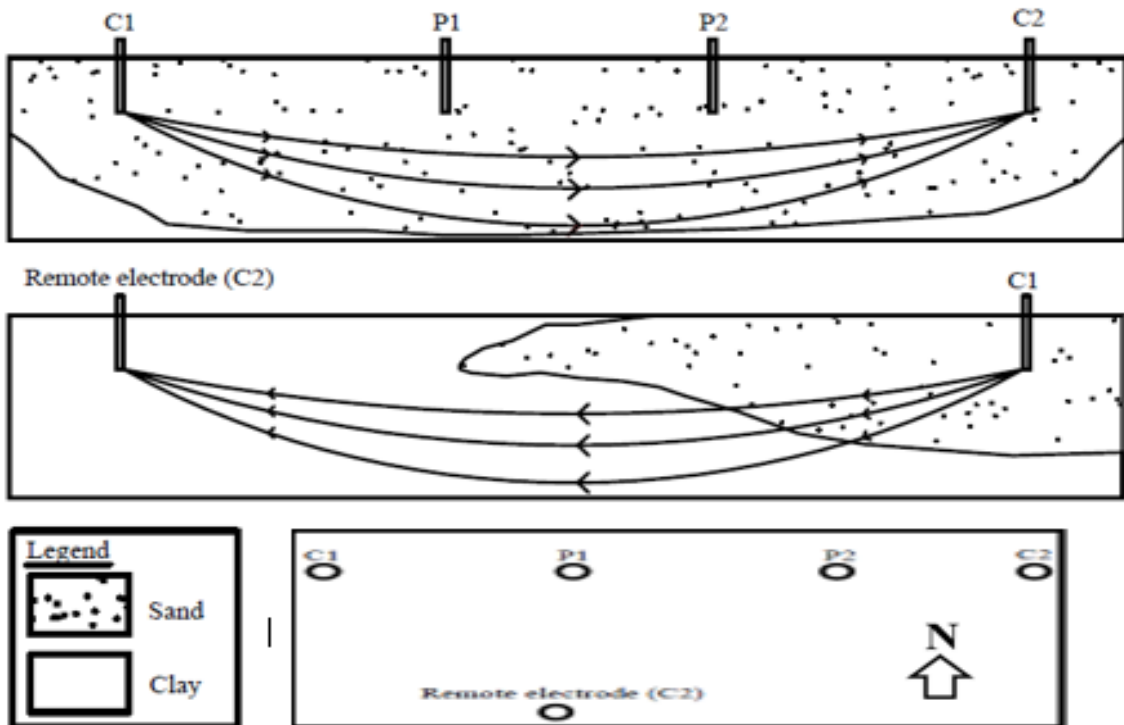 C1 P1 P2 C2
Remote electrode (C2) C1
Legend
Sand
Clay
C1 P1 P2 C2
N
Remote electrode (C2)